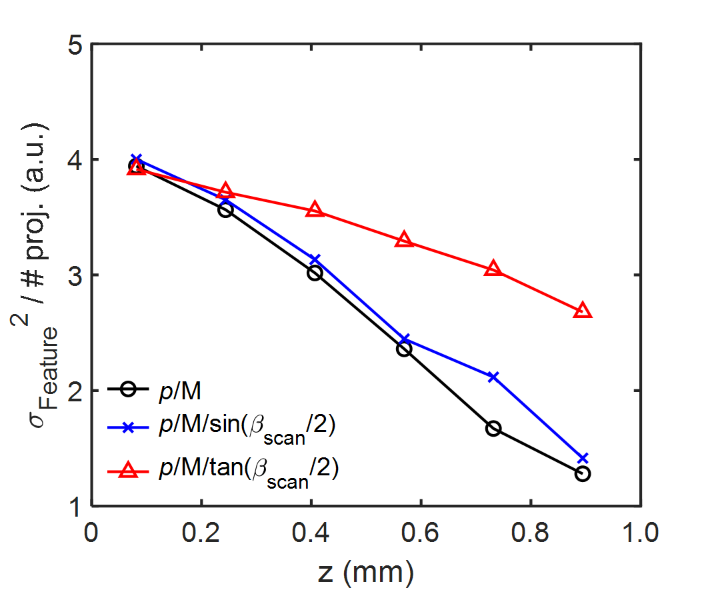 5
4
3
2
1
σFeature² / # proj. (a.u.)
p/M
p/M/sin(βscan/2)
p/M/tan(βscan/2)
0 0.2 0.4 0.6 0.8 1.0
z (mm)